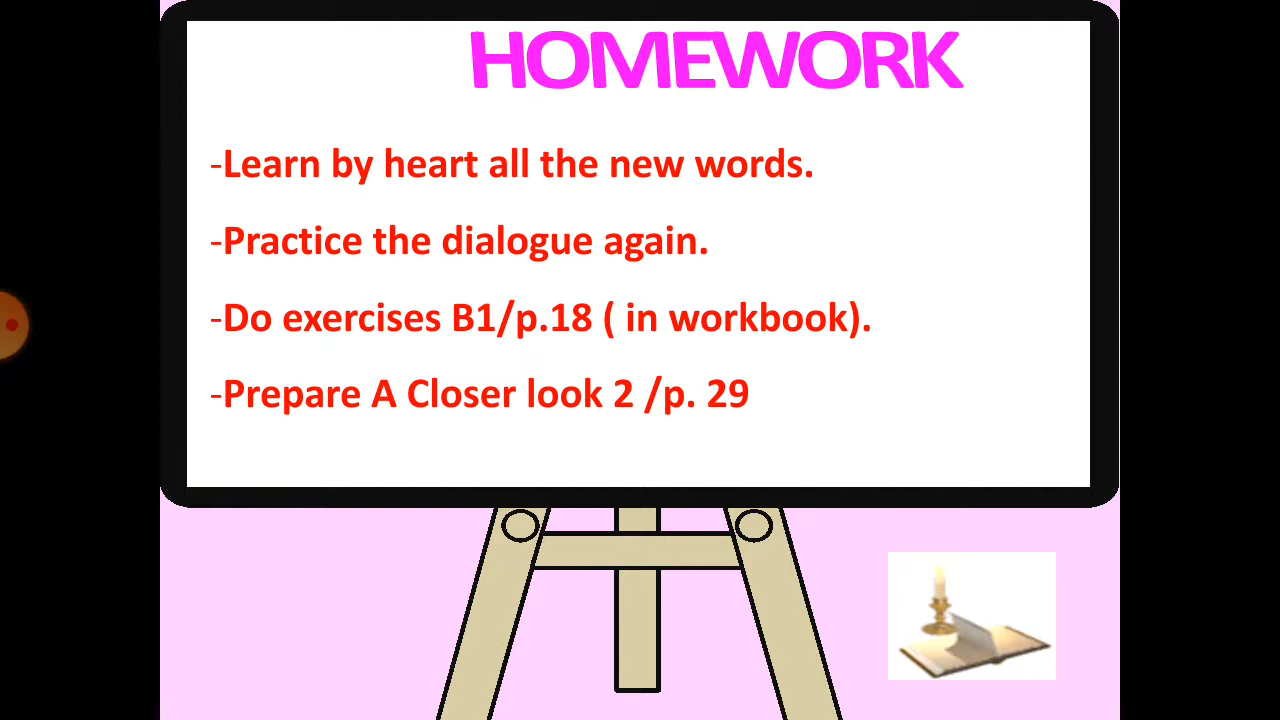 HOMEWORK
-Learn by heart all the new words.
-Practice the dialogue again.
-Do exercises B1/p.18 ( in workbook).
-Prepare A Closer look 2 /p. 29